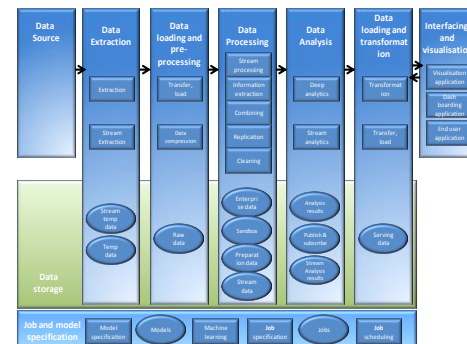 Data
Source
Data
Extraction
Data
loading and
pre-
processing
Data
Processing
Data
Analysis
Data
loading and
transformat
ion
Interfacing
and
visualisation
Extraction
Stream
Extraction
Transfer,
load
Data
compression
Stream
processing
Information
extraction
Combining
Replication
Cleaning
Deep
analytics
Stream
analytics
Transformat
ion
Transfer,
load
Visualisation
application
Dash
boarding
application
End user
application
Stream
temp
data
Temp
data
Raw
data
Enterpri
se data
Sandbox
Preparat
ion data
Stream
data
Analysis
results
Publish &
subscribe
Stream
Analysis
results
Serving
data
Data
storage
Job and model
specification
Model
specification
Models
Machine
learning
Job
specification
Jobs
Job
scheduling